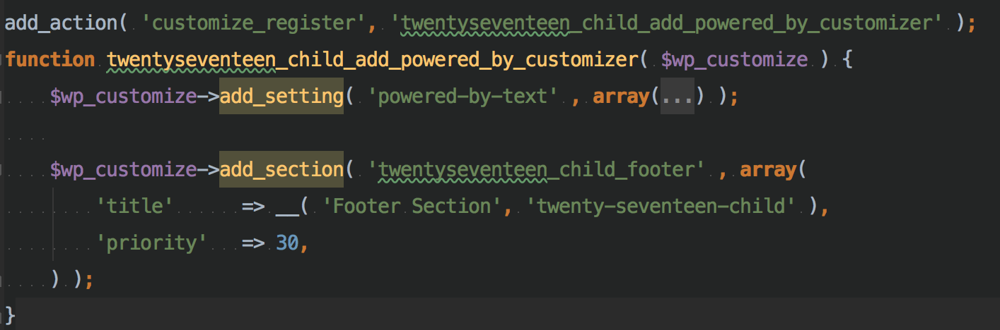 add_action( 'customize_register', 'twentyseventeen_child_add_powered_by_customizer' );
function twentyseventeen_child_add_powered_by_customizer( $wp_customize ) {
    $wp_customize->add_setting( 'powered-by-text' , array(...) );
    $wp_customize->add_section( 'twentyseventeen_child_footer' , array(
        'title'      => __( 'Footer Section', 'twenty-seventeen-child' ),
        'priority'   => 30,
    ) );
}